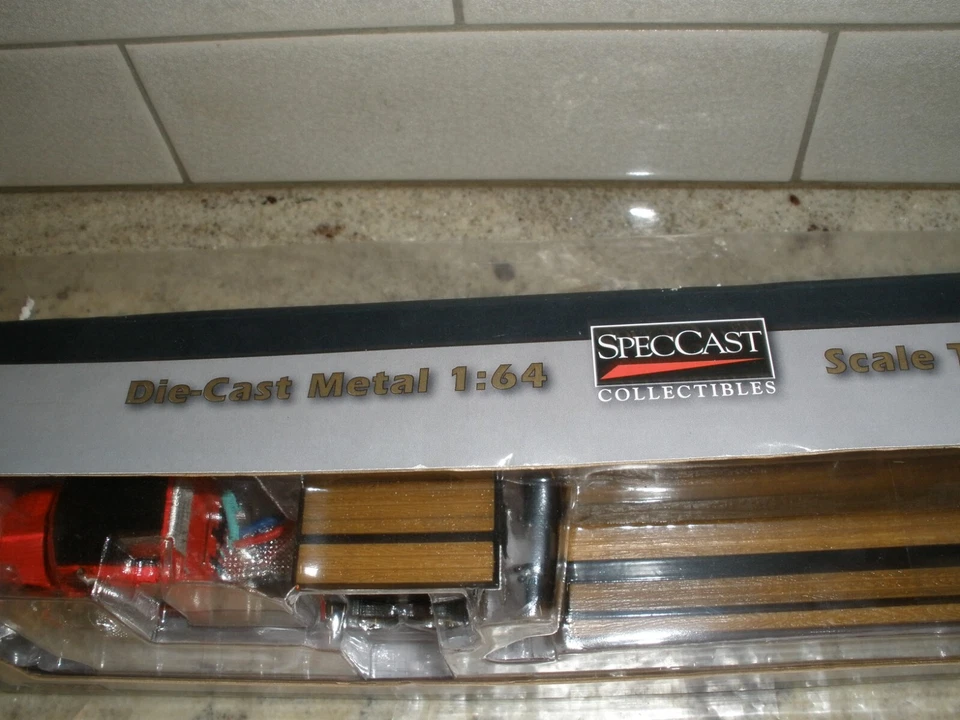 Die-Cast Metal 1:64
SPECCAST
COLLECTIBLES
Scale